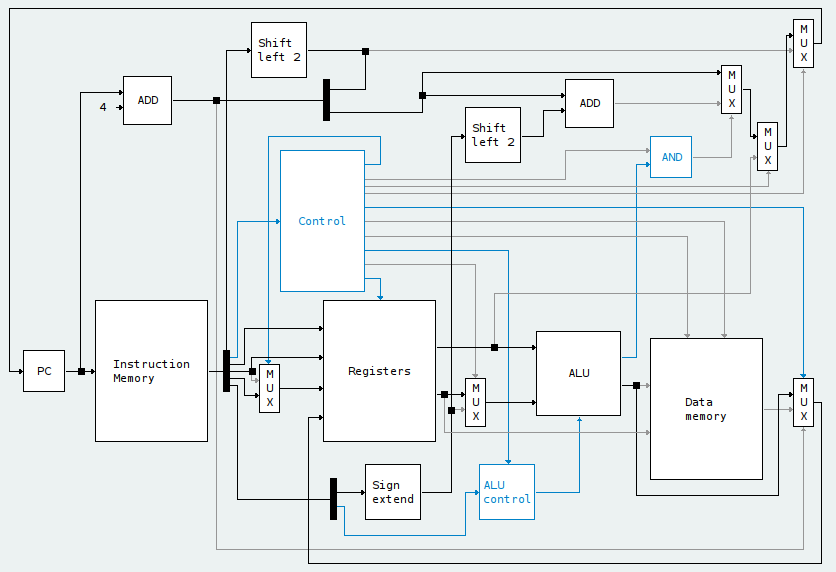 Shift
left 2
M
U
X
ADD
4
M
U
X
ADD
Shift
left 2
M
U
X
AND
Control
PC
Instruction
Memory
M
U
X
Registers
M
U
X
ALU
Data
memory
M
U
X
Sign
extend
ALU
control